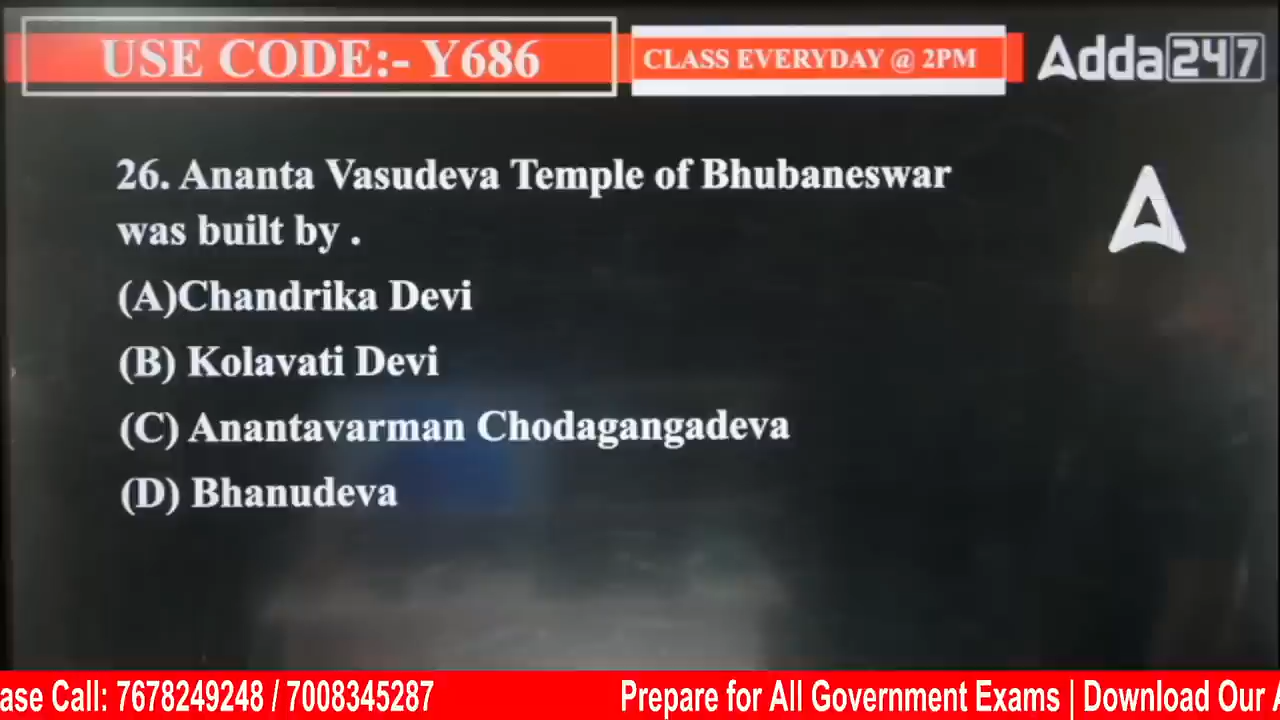 USE CODE:- Y686
CLASS EVERYDAY @ 2PM
Adda247
26. Ananta Vasudeva Temple of Bhubaneswar
was built by .
(A)Chandrika Devi
(B) Kolavati Devi
(C) Anantavarman Chodagangadeva
(D) Bhanudeva
ase Call: 7678249248 / 7008345287
Prepare for All Government Exams | Download Our A